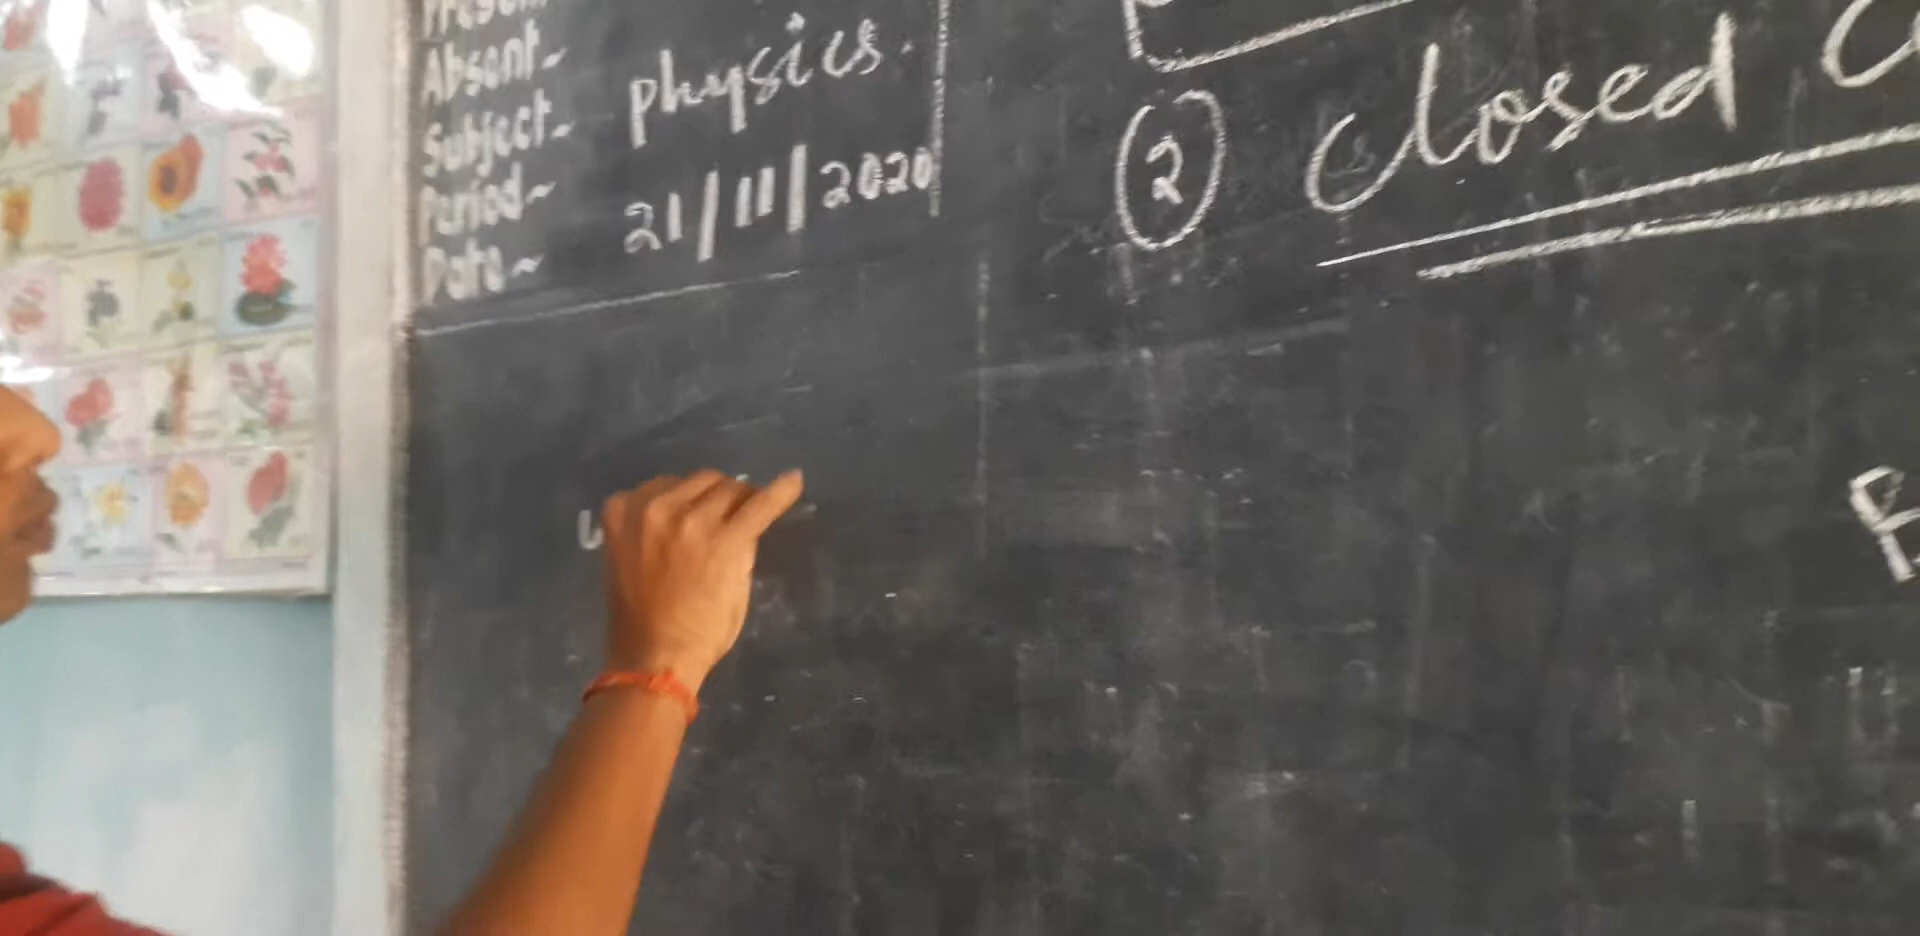 Absent-
Subject- physics.
Period-
Date- 21/11/2020
2 closed